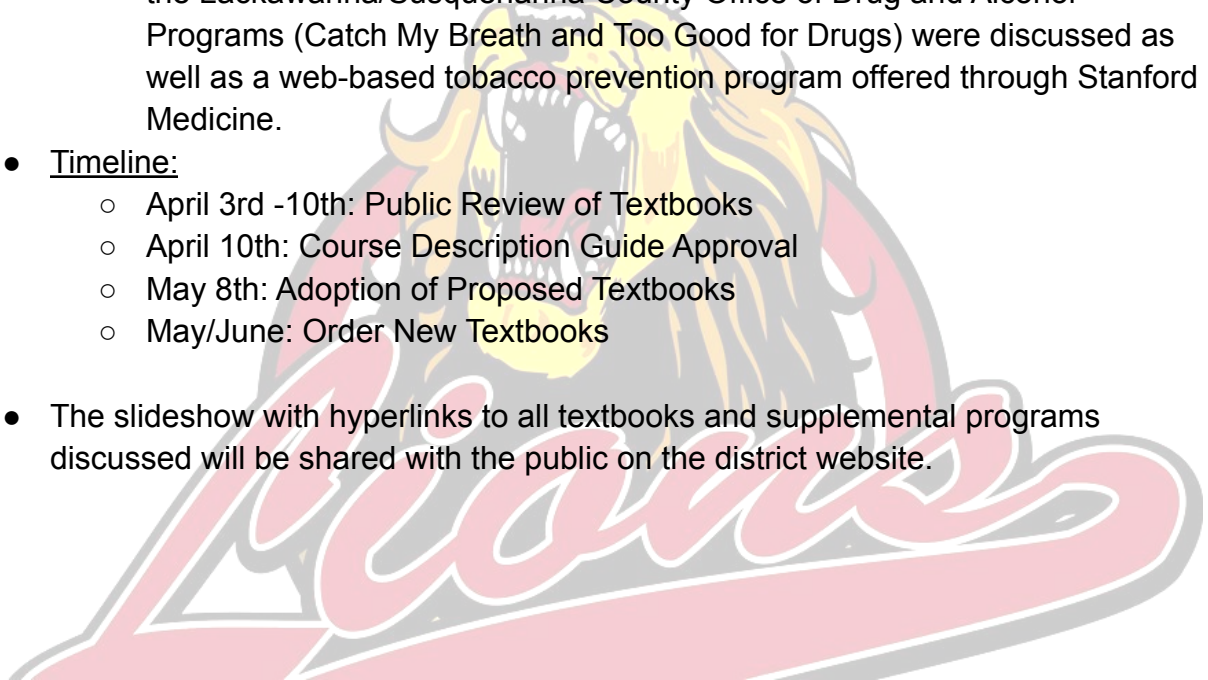 the Lackawanna/Susquehanna County Office of Drug and Alcohol
Programs (Catch My Breath and Too Good for Drugs) were discussed as
well as a web-based tobacco prevention program offered through Stanford
Medicine.
● Timeline:
○ April 3rd -10th: Public Review of Textbooks
○ April 10th: Course Description Guide Approval
○ May 8th: Adoption of Proposed Textbooks
○ May/June: Order New Textbooks
● The slideshow with hyperlinks to all textbooks and supplemental programs
discussed will be shared with the public on the district website.
Lions